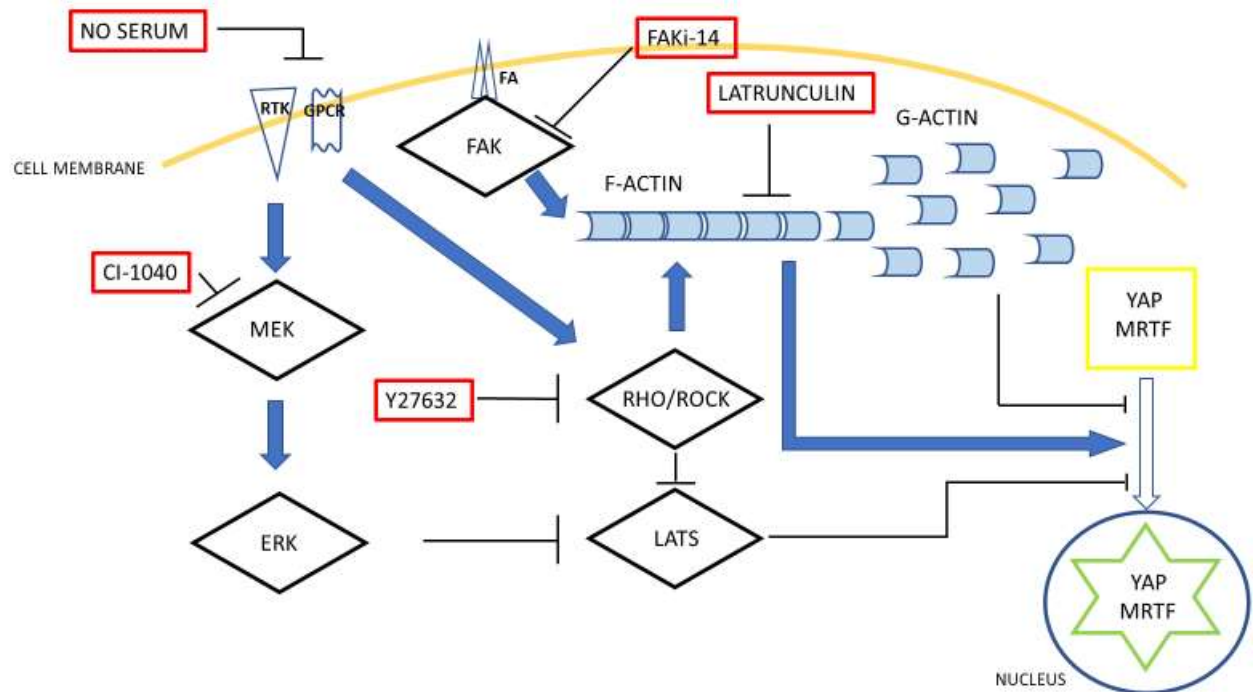 NO SERUM
FAKi-14
RTK
GPCR
FA
LATRUNCULIN
G-ACTIN
FAK
CELL MEMBRANE
F-ACTIN
CI-1040
YAP
MRTF
MEK
Y27632
RHO/ROCK
ERK
LATS
YAP
MRTF
NUCLEUS